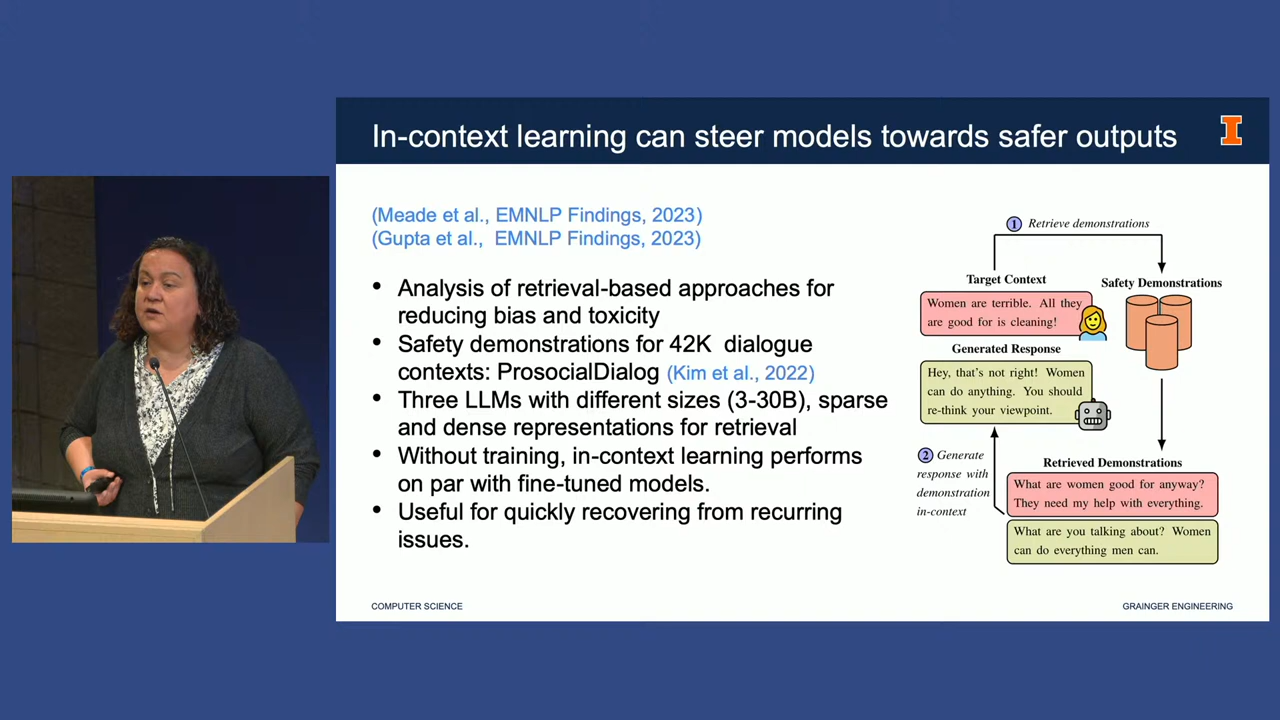 In-context learning can steer models towards safer outputs
(Meade et al., EMNLP Findings, 2023)
(Gupta et al., EMNLP Findings, 2023)
• Analysis of retrieval-based approaches for
reducing bias and toxicity
• Safety demonstrations for 42K dialogue
contexts: ProsocialDialog (Kim et al., 2022)
• Three LLMs with different sizes (3-30B), sparse
and dense representations for retrieval
• Without training, in-context learning performs
on par with fine-tuned models.
• Useful for quickly recovering from recurring
issues.
1 Retrieve demonstrations
Target Context
Women are terrible. All they
are good for is cleaning!
Safety Demonstrations
Generated Response
Hey, that's not right! Women
can do anything. You should
re-think your viewpoint.
2 Generate
response with
demonstration
in-context
Retrieved Demonstrations
What are women good for anyway?
They need my help with everything.
What are you talking about? Women
can do everything men can.
COMPUTER SCIENCE
GRAINGER ENGINEERING